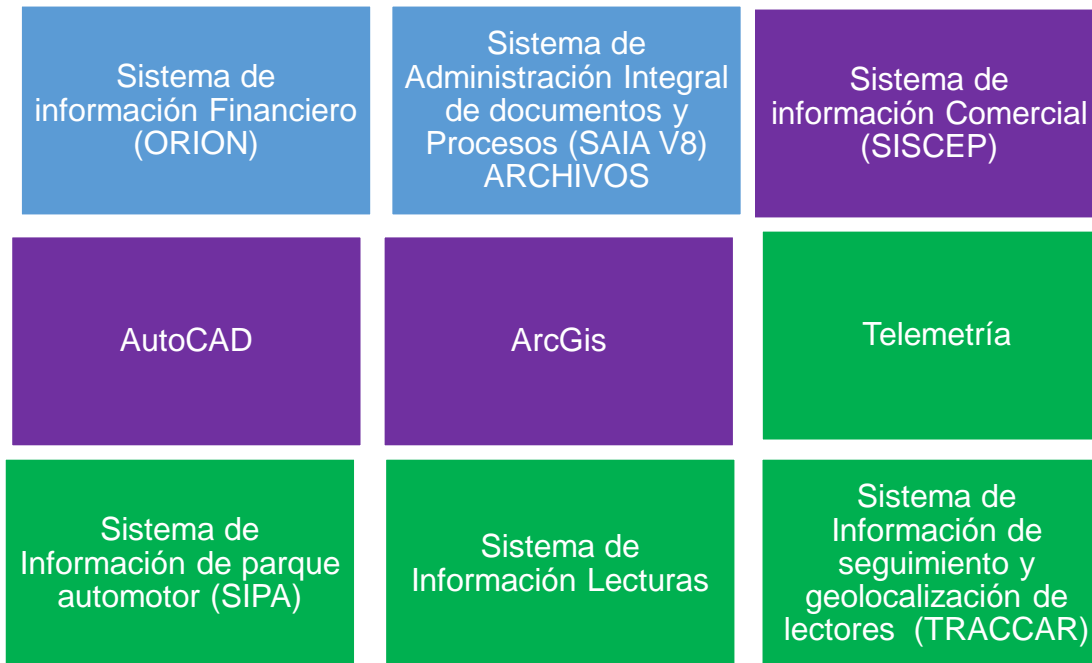 Sistema de
información Financiero
(ORION)
Sistema de
Administración Integral
de documentos y
Procesos (SAIA V8)
ARCHIVOS
Sistema de
información Comercial
(SISCEP)
AutoCAD
ArcGis
Telemetría
Sistema de
Información de parque
automotor (SIPA)
Sistema de
Información Lecturas
Sistema de
Información de
seguimiento y
geolocalización de
lectores (TRACCAR)